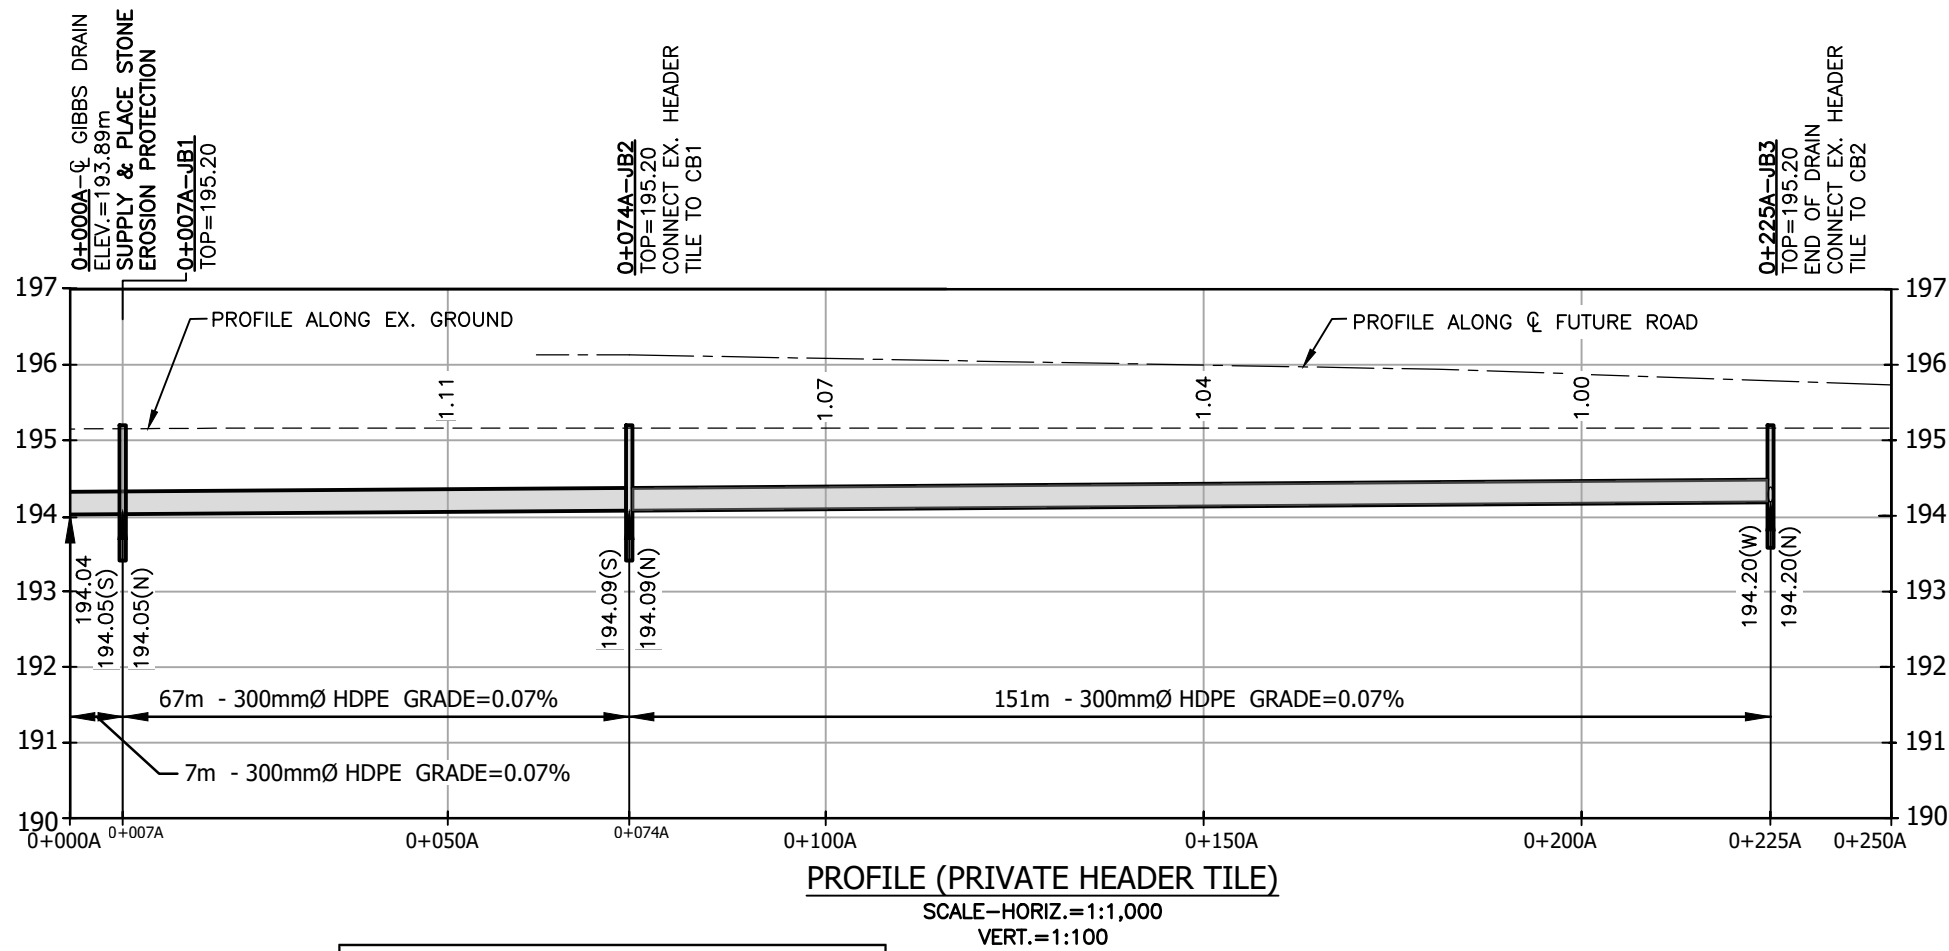 0+000A-℄ GIBBS DRAIN
ELEV.=193.89m
SUPPLY & PLACE STONE
EROSION PROTECTION
0+007A-JB1
TOP=195.20
0+074A-JB2
TOP=195.20
CONNECT EX. HEADER
TILE TO CB1
0+225A-JB3
TOP=195.20
END OF DRAIN
CONNECT EX. HEADER
TILE TO CB2
197
197
PROFILE ALONG EX. GROUND
PROFILE ALONG ℄ FUTURE ROAD
196
196
1.11
1.07
1.04
1.00
195
195
194
194
194.04
194.05(S)
194.05(N)
194.09(S)
194.09(N)
194.20(W)
194.20(N)
193
193
192
192
67m - 300mmØ HDPE GRADE=0.07%
151m - 300mmØ HDPE GRADE=0.07%
191
191
7m - 300mmØ HDPE GRADE=0.07%
190
190
0+000A
0+007A
0+050A
0+074A
0+100A
0+150A
0+200A
0+225A
0+250A
PROFILE (PRIVATE HEADER TILE)
SCALE-HORIZ.=1:1,000
VERT.=1:100